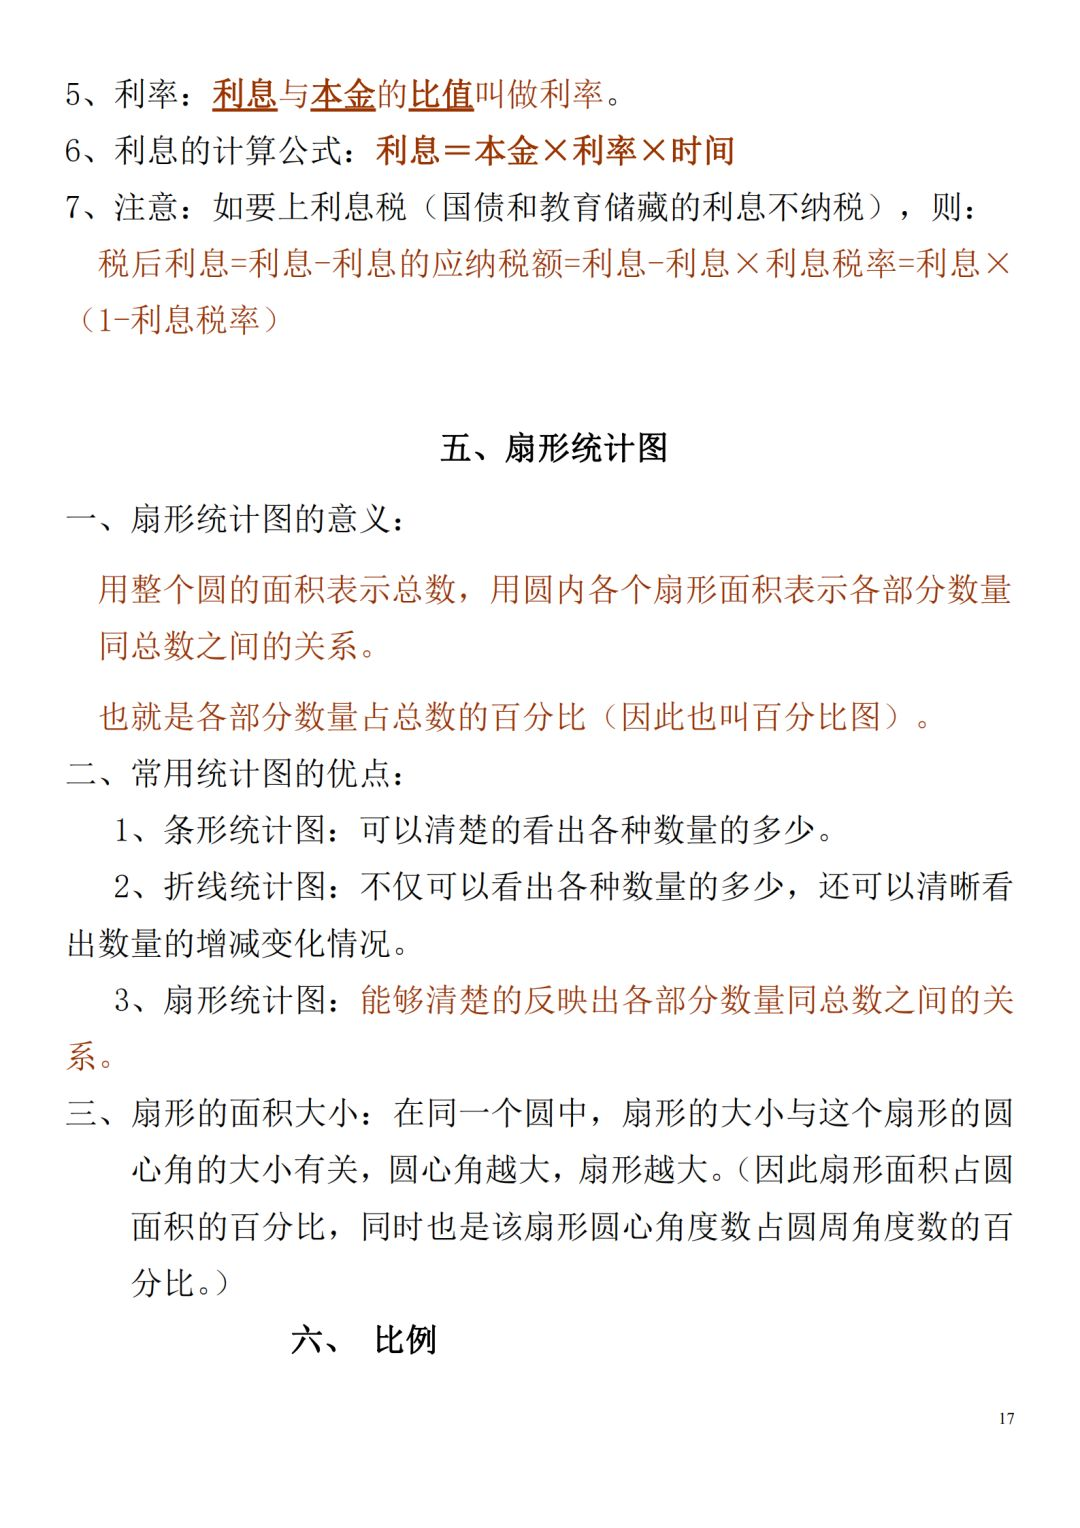 5、利率：利息与本金的比值叫做利率。
6、利息的计算公式：利息＝本金×利率×时间
7、注意：如要上利息税（国债和教育储藏的利息不纳税），则：
税后利息=利息-利息的应纳税额=利息-利息×利息税率=利息×
（1-利息税率）
五、扇形统计图
一、扇形统计图的意义：
用整个圆的面积表示总数，用圆内各个扇形面积表示各部分数量
同总数之间的关系。
也就是各部分数量占总数的百分比（因此也叫百分比图）。
二、常用统计图的优点：
1、条形统计图：可以清楚的看出各种数量的多少。
2、折线统计图：不仅可以看出各种数量的多少，还可以清晰看
出数量的增减变化情况。
3、扇形统计图：能够清楚的反映出各部分数量同总数之间的关
系。
三、扇形的面积大小：在同一个圆中，扇形的大小与这个扇形的圆
心角的大小有关，圆心角越大，扇形越大。（因此扇形面积占圆
面积的百分比，同时也是该扇形圆心角度数占圆周角度数的百
分比。）
六、 比例
17